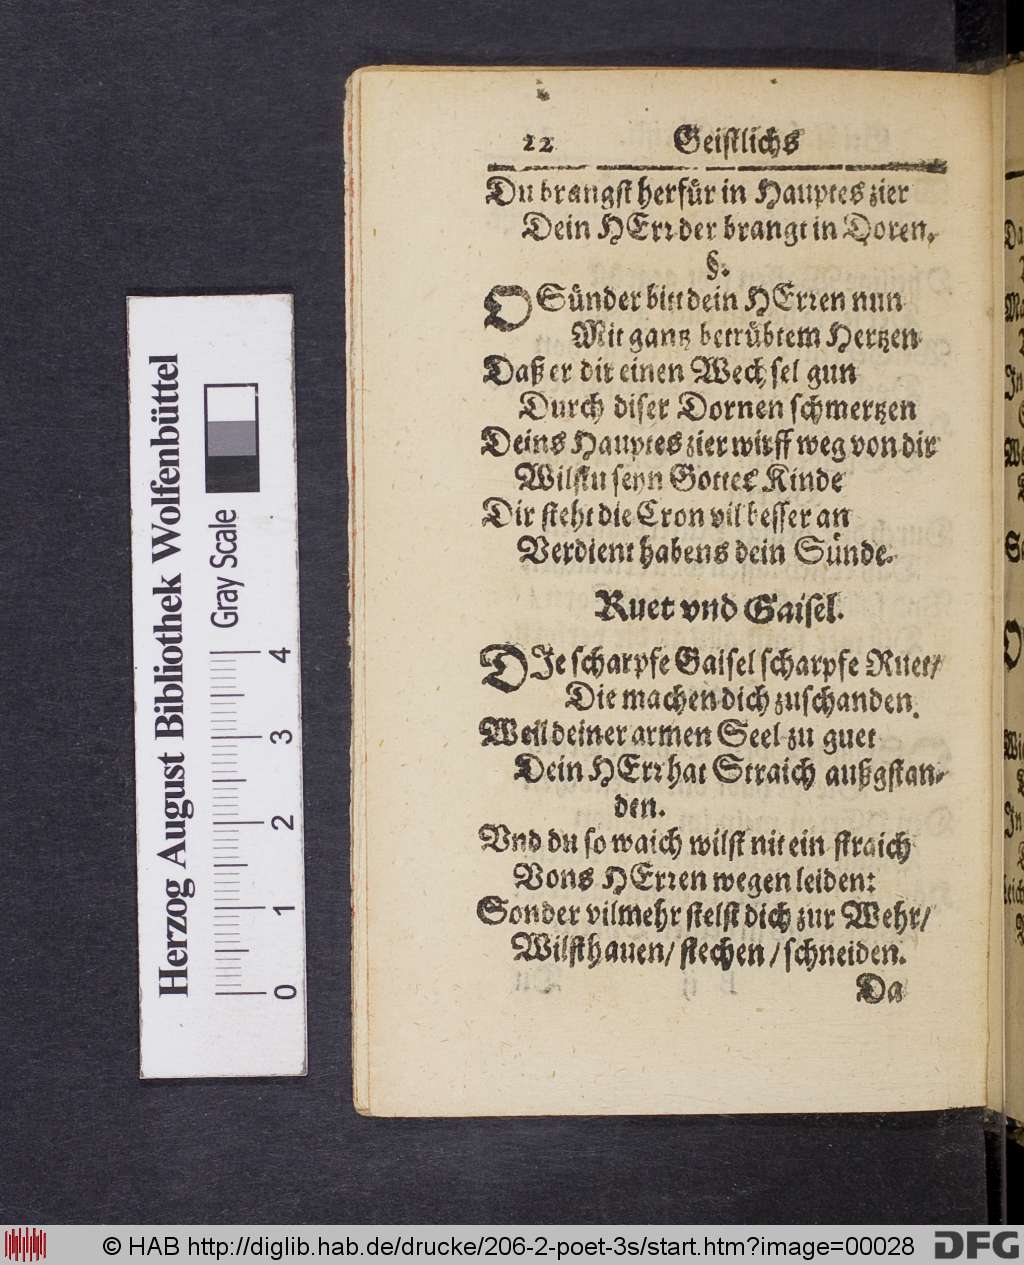 22 Geistlichs
Du brangst herfür in Hauptes zier
Dein HErr der brangt in Doren.
§.
O Sünder bitt dein HErren nun
Mit gantz betrübtem Hertzen
Daß er dir einen Wechsel gun
Durch diser Dornen schmertzen
Deins Hauptes zier wirff weg von dir
Wilstu seyn Gottes Kinde
Dir steht die Cron vil besser an
Verdient habens dein Sünde.
Ruet vnd Gaisel.
DIe scharpfe Gaisel scharpfe Ruet/
Die machen dich zuschanden.
Weil deiner armen Seel zu guet
Dein HErr hat Straich außgstan-
den.
Vnd du so waich wilst nit ein straich
Vons HErren wegen leiden:
Sonder vilmehr stelst dich zur Wehr/
Wilst hauen/ stechen/ schneiden.
Da
Herzog August Bibliothek Wolfenbüttel
Gray Scale
0 1 2 3 4
© HAB http://diglib.hab.de/drucke/206-2-poet-3s/start.htm?image=00028
DFG